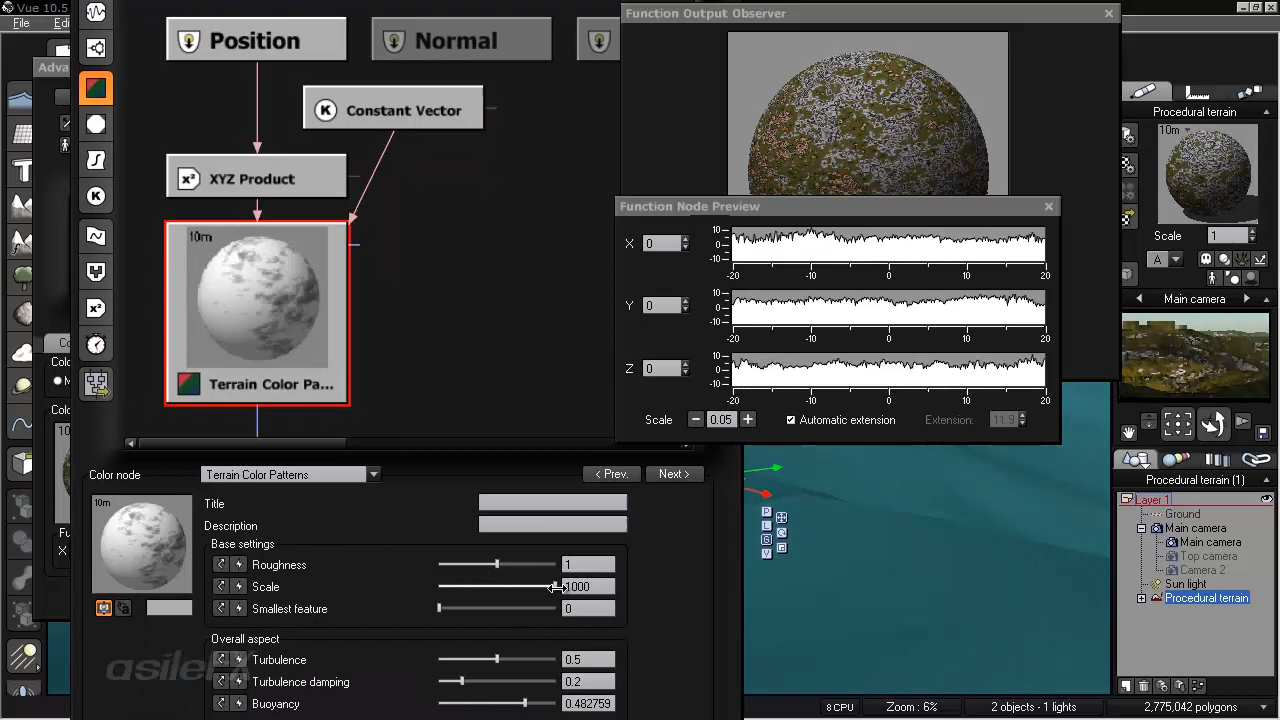 Vue 10.5
File
Position
Normal
Constant Vector
XYZ Product
10m
Terrain Color Pa...
Function Output Observer
Function Node Preview
X 0
10
0
-10
-20 -10 0 10 20
Y 0
10
0
-10
-20 -10 0 10 20
Z 0
10
0
-10
-20 -10 0 10 20
Scale 0.05 Automatic extension Extension: 11.9
Procedural terrain
10m
Scale 1
A
Main camera
Color node Terrain Color Patterns < Prev. Next >
10m
Title
Description
Base settings
Roughness 1
Scale 1000
Smallest feature 0
Overall aspect
Turbulence 0.5
Turbulence damping 0.2
Buoyancy 0.482759
P
L
G
V
Procedural terrain (1)
Layer 1
Ground
Main camera
Main camera
Top camera
Camera 2
Sun light
Procedural terrain
8 CPU Zoom : 6% 2 objects - 1 lights 2,775,042 polygons